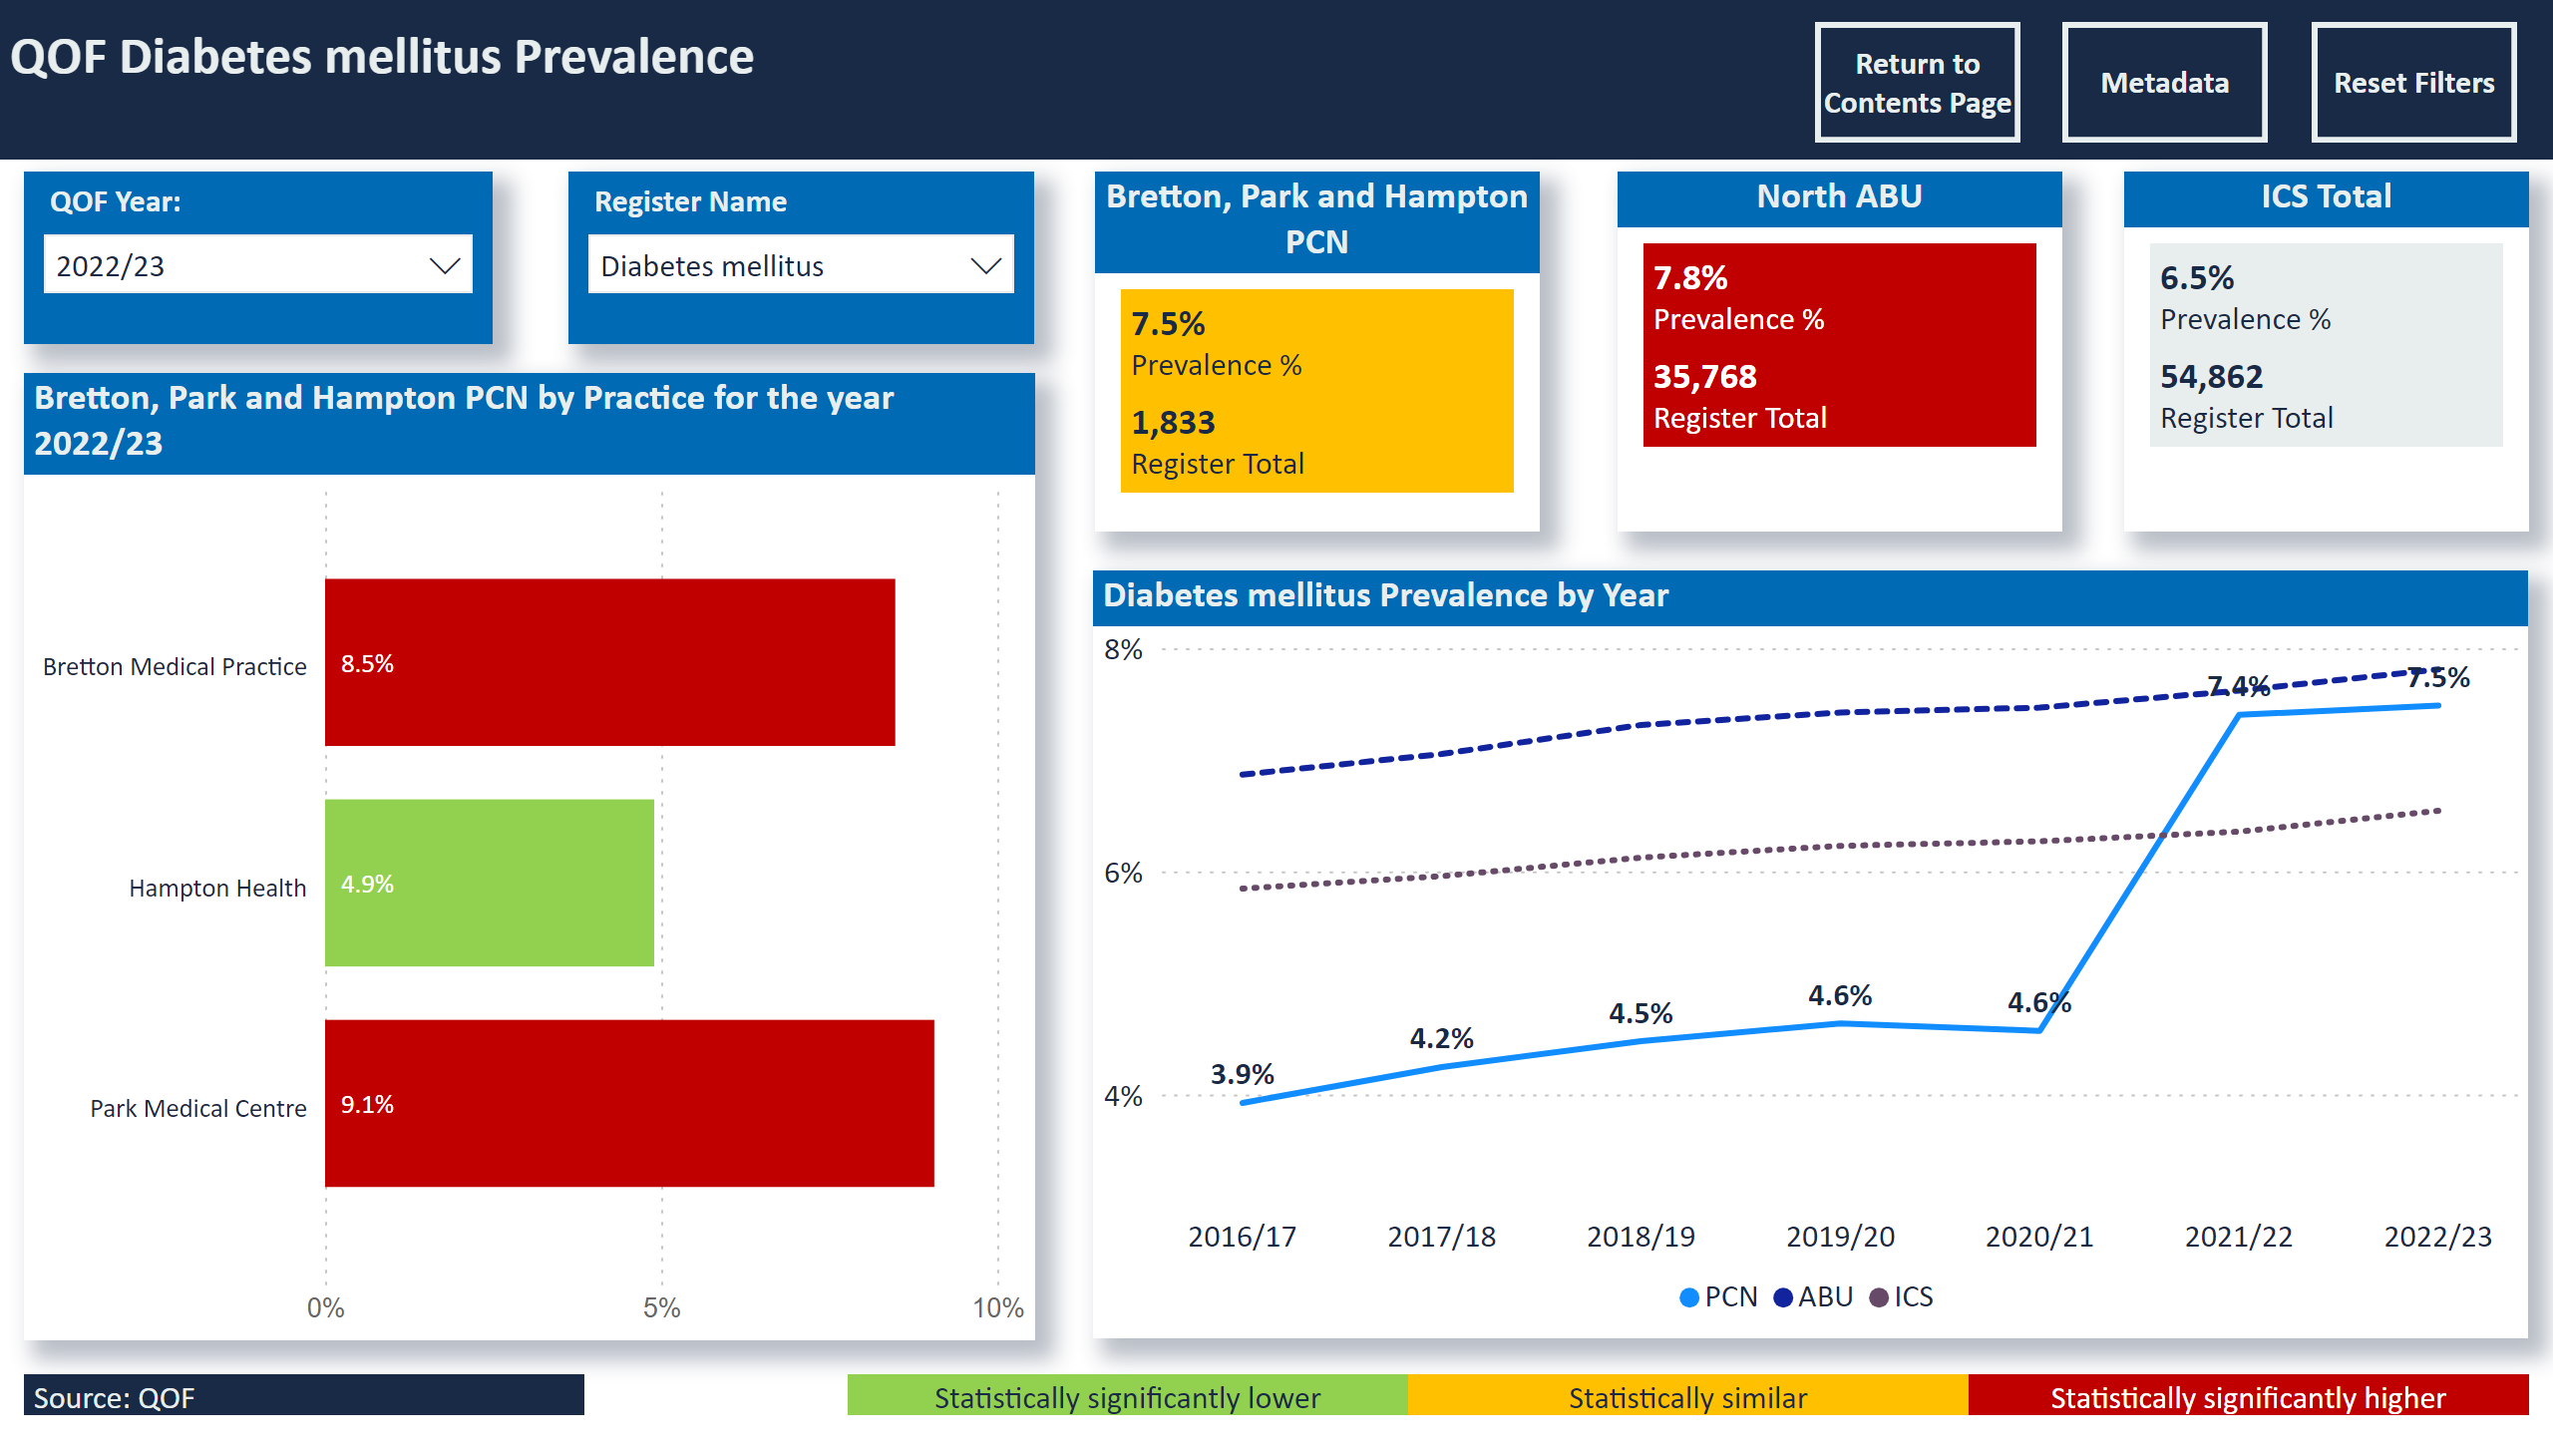 QOF Diabetes mellitus Prevalence
Return to
Contents Page
Metadata
Reset Filters
QOF Year:
2022/23
Register Name
Diabetes mellitus
Bretton, Park and Hampton
PCN
7.5%
Prevalence %
1,833
Register Total
North ABU
7.8%
Prevalence %
35,768
Register Total
ICS Total
6.5%
Prevalence %
54,862
Register Total
Bretton, Park and Hampton PCN by Practice for the year
2022/23
Bretton Medical Practice
8.5%
Hampton Health
4.9%
Park Medical Centre
9.1%
0%
5%
10%
Diabetes mellitus Prevalence by Year
8%
6%
4%
3.9%
4.2%
4.5%
4.6%
4.6%
7.4%
7.5%
2016/17
2017/18
2018/19
2019/20
2020/21
2021/22
2022/23
PCN
ABU
ICS
Source: QOF
Statistically significantly lower
Statistically similar
Statistically significantly higher